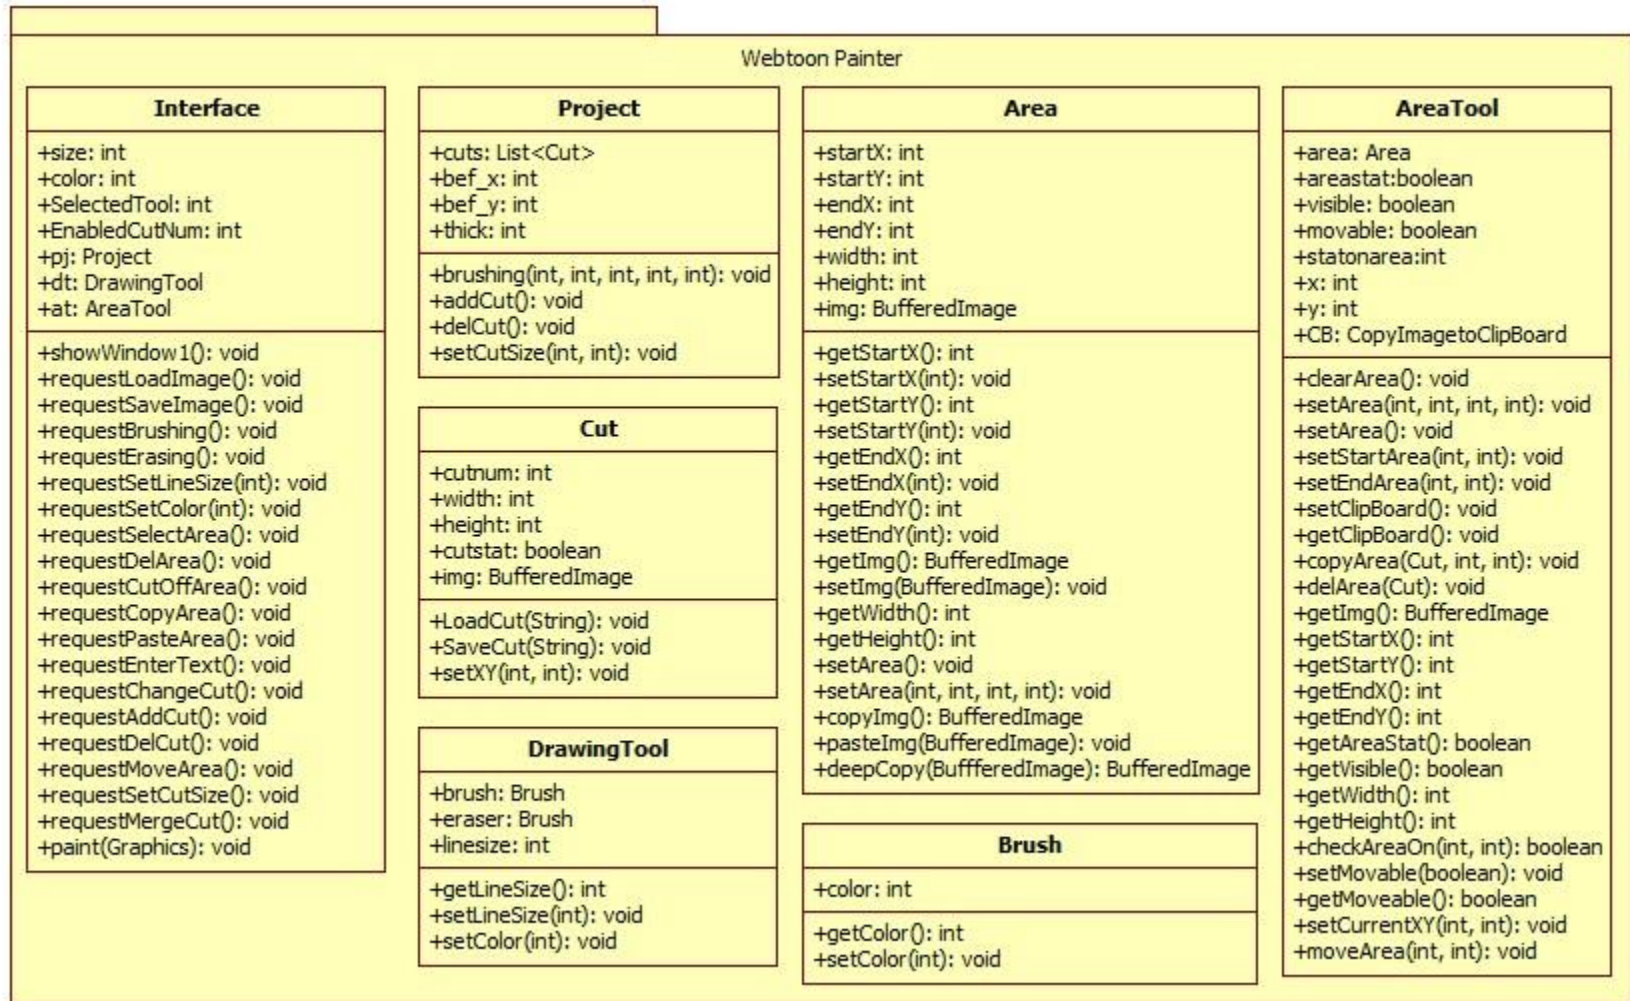 Webtoon Painter
Interface
+size: int
+color: int
+SelectedTool: int
+EnabledCutNum: int
+pj: Project
+dt: DrawingTool
+at: AreaTool
+showWindow1(): void
+requestLoadImage(): void
+requestSaveImage(): void
+requestBrushing(): void
+requestErasing(): void
+requestSetLineSize(int): void
+requestSetColor(int): void
+requestSelectArea(): void
+requestDelArea(): void
+requestCutOffArea(): void
+requestCopyArea(): void
+requestPasteArea(): void
+requestEnterText(): void
+requestChangeCut(): void
+requestAddCut(): void
+requestDelCut(): void
+requestMoveArea(): void
+requestSetCutSize(): void
+requestMergeCut(): void
+paint(Graphics): void
Project
+cuts: List<Cut>
+bef_x: int
+bef_y: int
+thick: int
+brushing(int, int, int, int, int): void
+addCut(): void
+delCut(): void
+setCutSize(int, int): void
Cut
+cutnum: int
+width: int
+height: int
+cutstat: boolean
+img: BufferedImage
+LoadCut(String): void
+SaveCut(String): void
+setXY(int, int): void
DrawingTool
+brush: Brush
+eraser: Brush
+linesize: int
+getLineSize(): int
+setLineSize(int): void
+setColor(int): void
Area
+startX: int
+startY: int
+endX: int
+endY: int
+width: int
+height: int
+img: BufferedImage
+getStartX(): int
+setStartX(int): void
+getStartY(): int
+setStartY(int): void
+getEndX(): int
+setEndX(int): void
+getEndY(): int
+setEndY(int): void
+getImg(): BufferedImage
+setImg(BufferedImage): void
+getWidth(): int
+getHeight(): int
+setArea(): void
+setArea(int, int, int, int): void
+copyImg(): BufferedImage
+pasteImg(BufferedImage): void
+deepCopy(BuffferedImage): BufferedImage
Brush
+color: int
+getColor(): int
+setColor(int): void
AreaTool
+area: Area
+areastat:boolean
+visible: boolean
+movable: boolean
+statonarea:int
+x: int
+y: int
+CB: CopyImagetoClipBoard
+clearArea(): void
+setArea(int, int, int, int): void
+setArea(): void
+setStartArea(int, int): void
+setEndArea(int, int): void
+setClipBoard(): void
+getClipBoard(): void
+copyArea(Cut, int, int): void
+delArea(Cut): void
+getImg(): BufferedImage
+getStartX(): int
+getStartY(): int
+getEndX(): int
+getEndY(): int
+getAreaStat(): boolean
+getVisible(): boolean
+getWidth(): int
+getHeight(): int
+checkAreaOn(int, int): boolean
+setMovable(boolean): void
+getMoveable(): boolean
+setCurrentXY(int, int): void
+moveArea(int, int): void